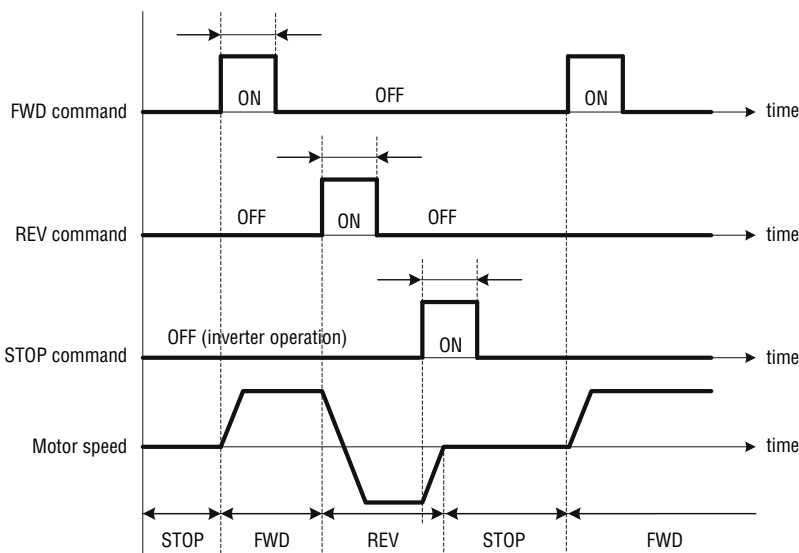 ON
OFF
ON
FWD command
time
OFF
ON
OFF
REV command
time
OFF (inverter operation)
ON
STOP command
time
Motor speed
time
STOP
FWD
REV
STOP
FWD